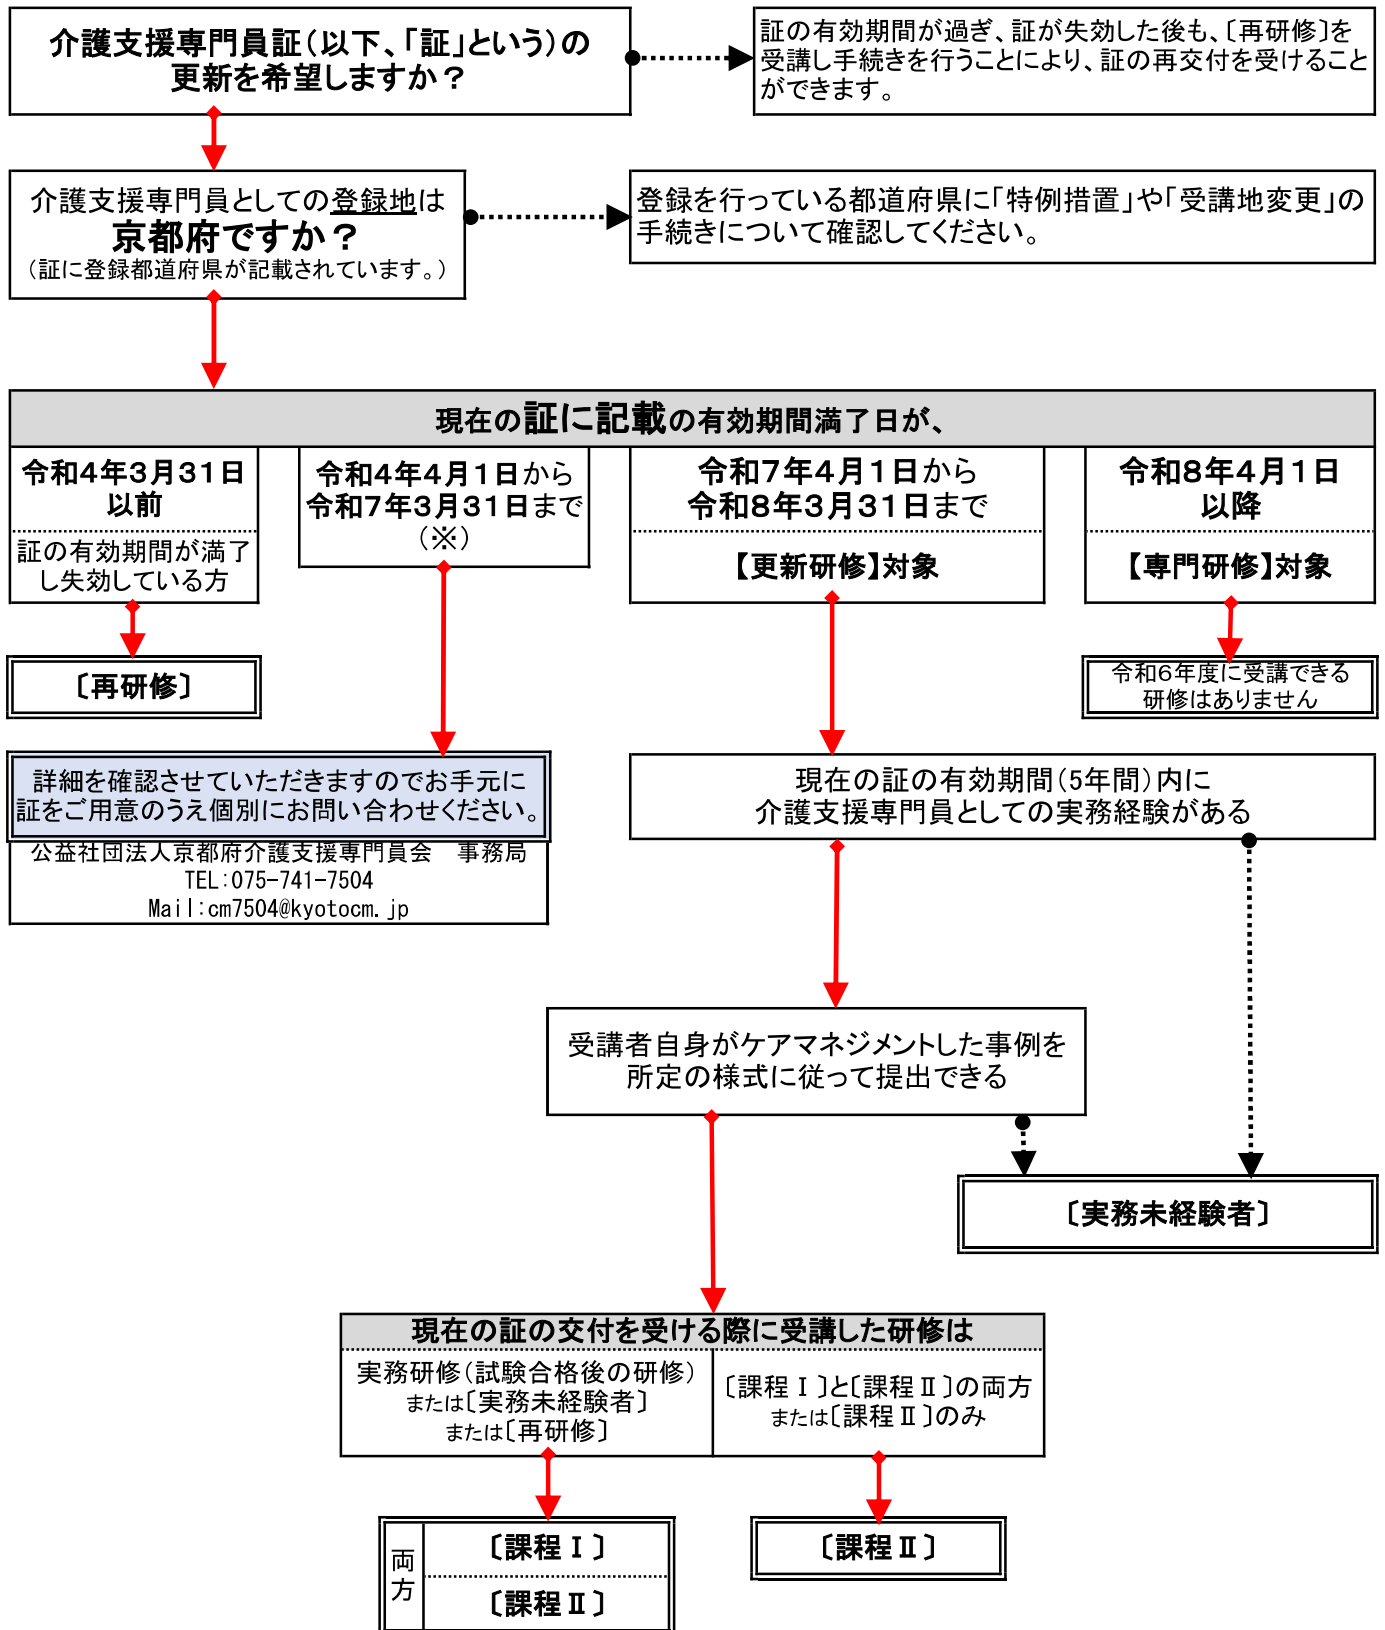 介護支援専門員証（以下、「証」という）の
更新を希望しますか？
証の有効期間が過ぎ、証が失効した後も、〔再研修〕を
受講し手続きを行うことにより、証の再交付を受けること
ができます。
介護支援専門員としての登録地は
京都府ですか？
（証に登録都道府県が記載されています。）
登録を行っている都道府県に「特例措置」や「受講地変更」の
手続きについて確認してください。
現在の証に記載の有効期間満了日が、
令和4年3月31日
以前
証の有効期間が満了
し失効している方
令和4年4月1日から
令和7年3月31日まで
（※）
令和7年4月1日から
令和8年3月31日まで
【更新研修】対象
令和8年4月1日
以降
【専門研修】対象
〔再研修〕
令和6年度に受講できる
研修はありません
詳細を確認させていただきますのでお手元に
証をご用意のうえ個別にお問い合わせください。
公益社団法人京都府介護支援専門員会　事務局
TEL:075-741-7504
Mail:cm7504@kyotocm.jp
現在の証の有効期間（5年間）内に
介護支援専門員としての実務経験がある
受講者自身がケアマネジメントした事例を
所定の様式に従って提出できる
〔実務未経験者〕
現在の証の交付を受ける際に受講した研修は
実務研修（試験合格後の研修）
または〔実務未経験者〕
または〔再研修〕
〔課程Ⅰ〕と〔課程Ⅱ〕の両方
または〔課程Ⅱ〕のみ
両方
〔課程Ⅰ〕
〔課程Ⅱ〕
〔課程Ⅱ〕